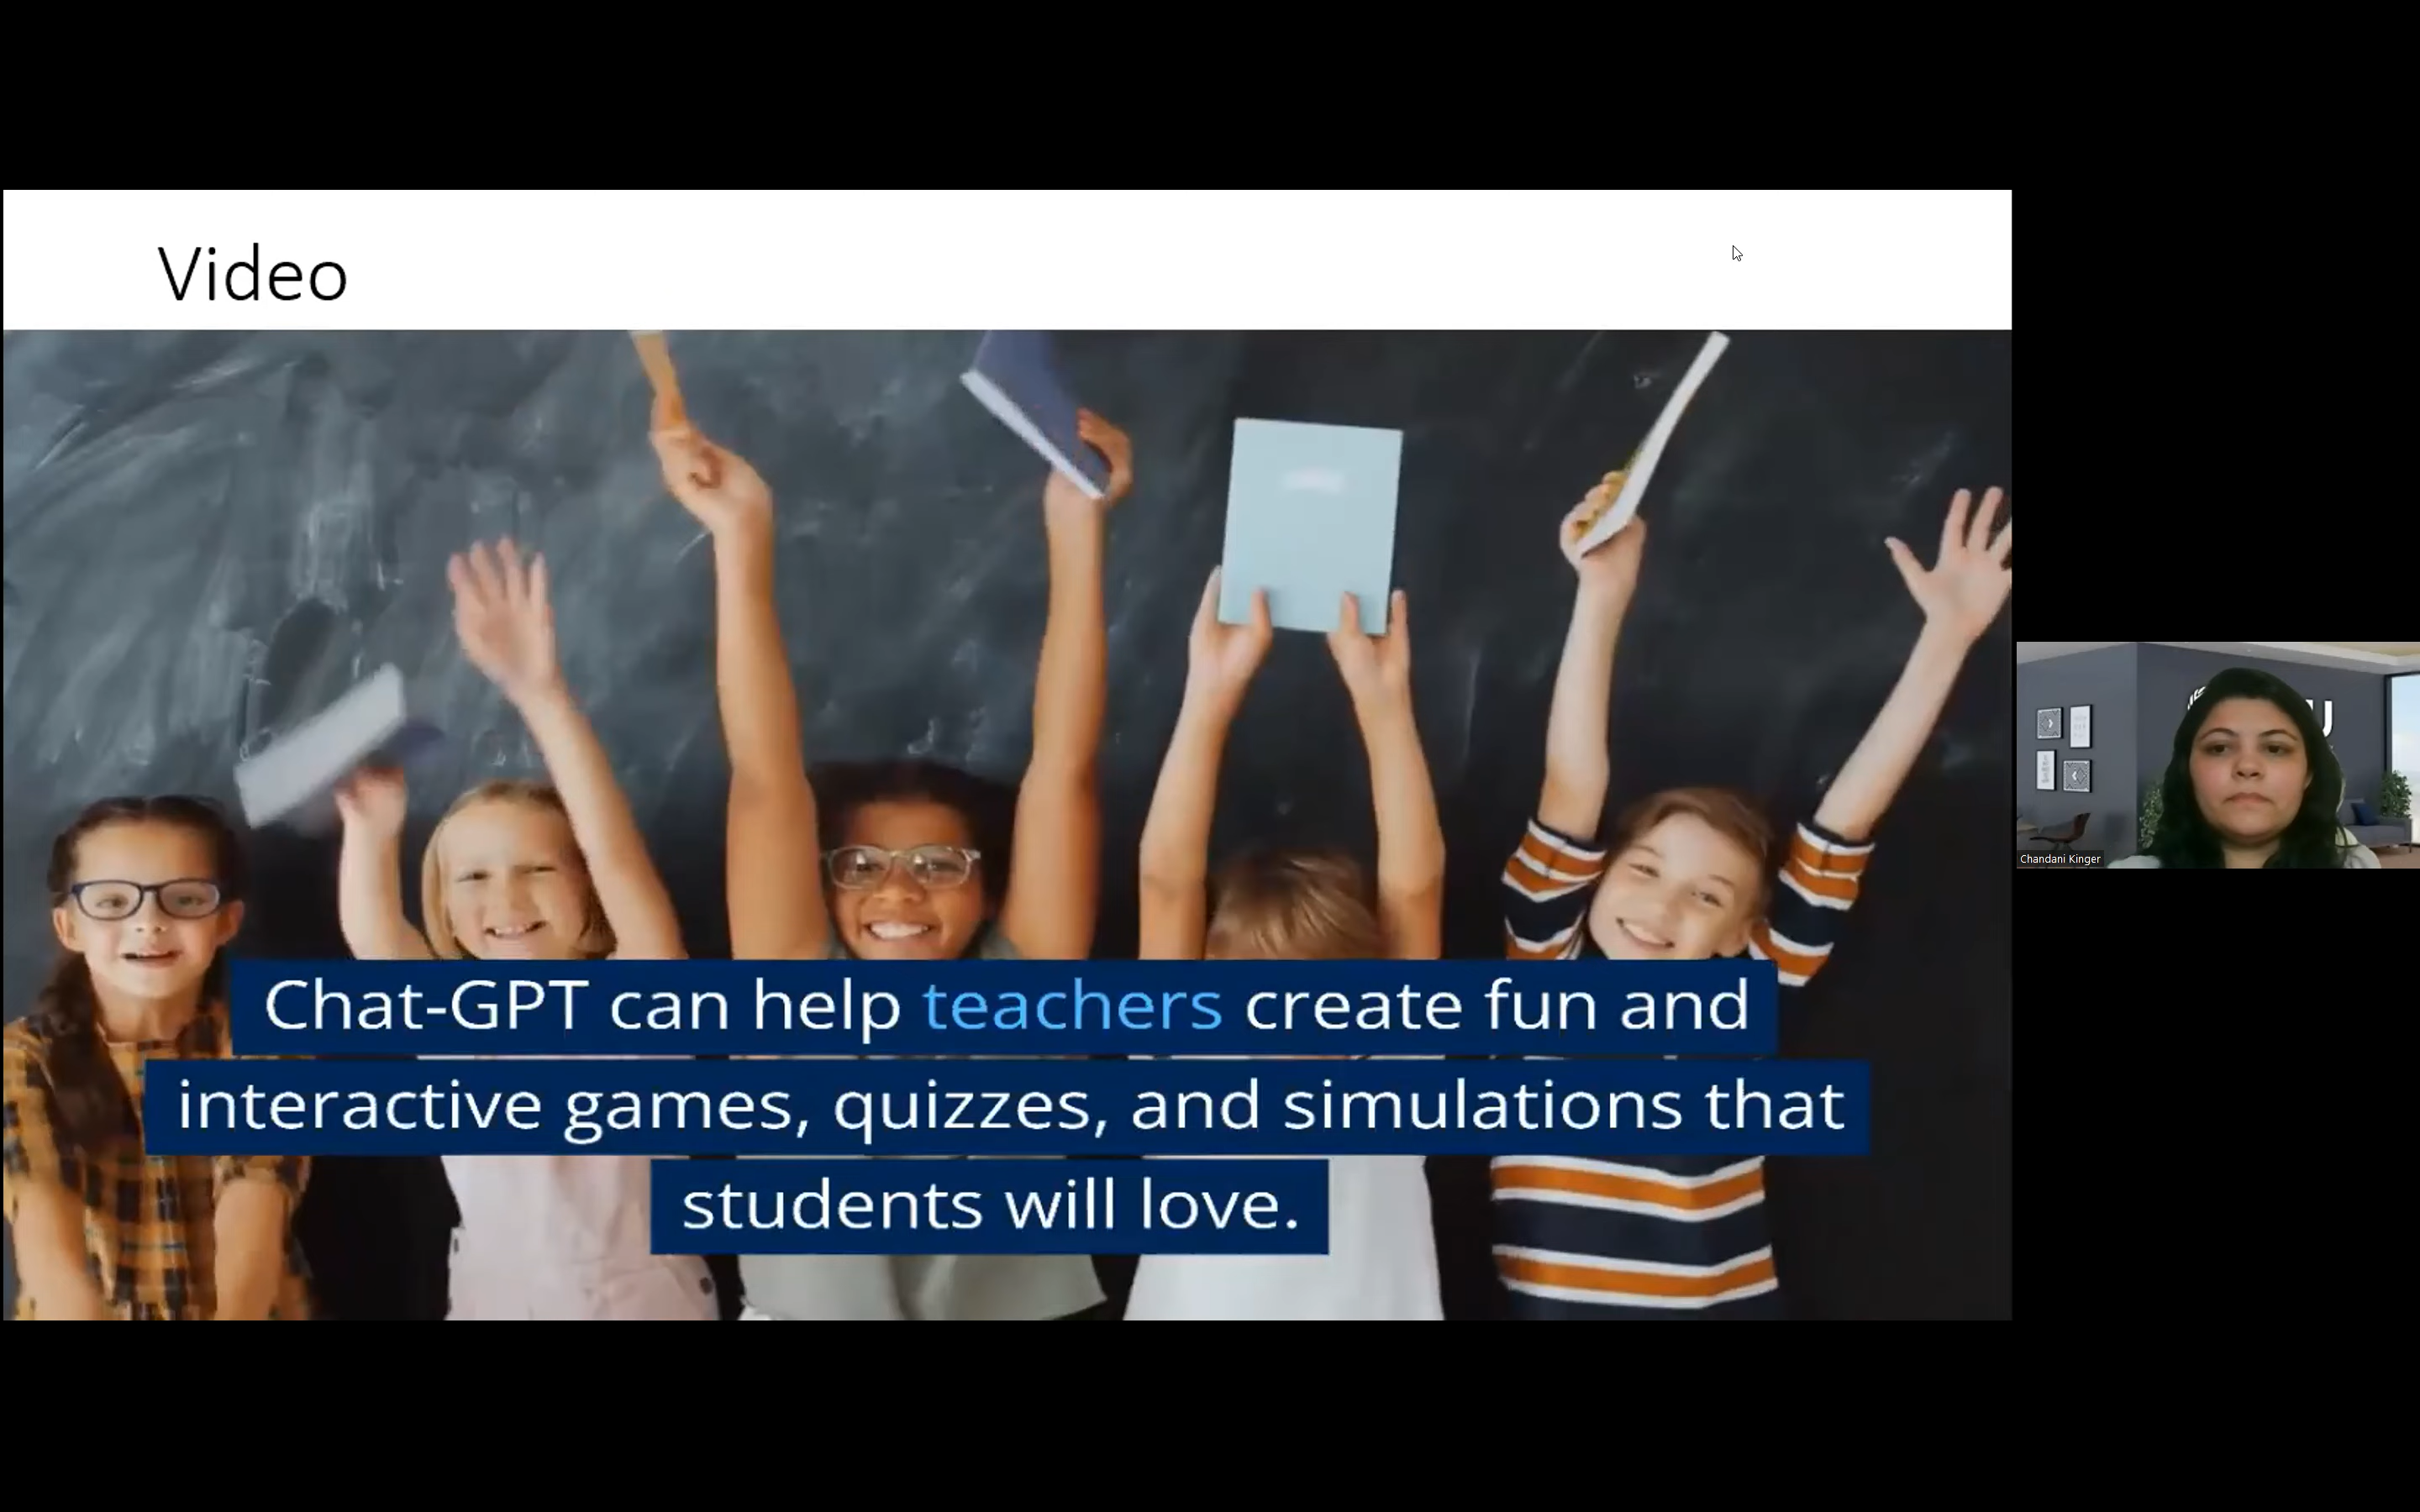 Video
Chat-GPT can help teachers create fun and
interactive games, quizzes, and simulations that
students will love.
Chandani Kinger